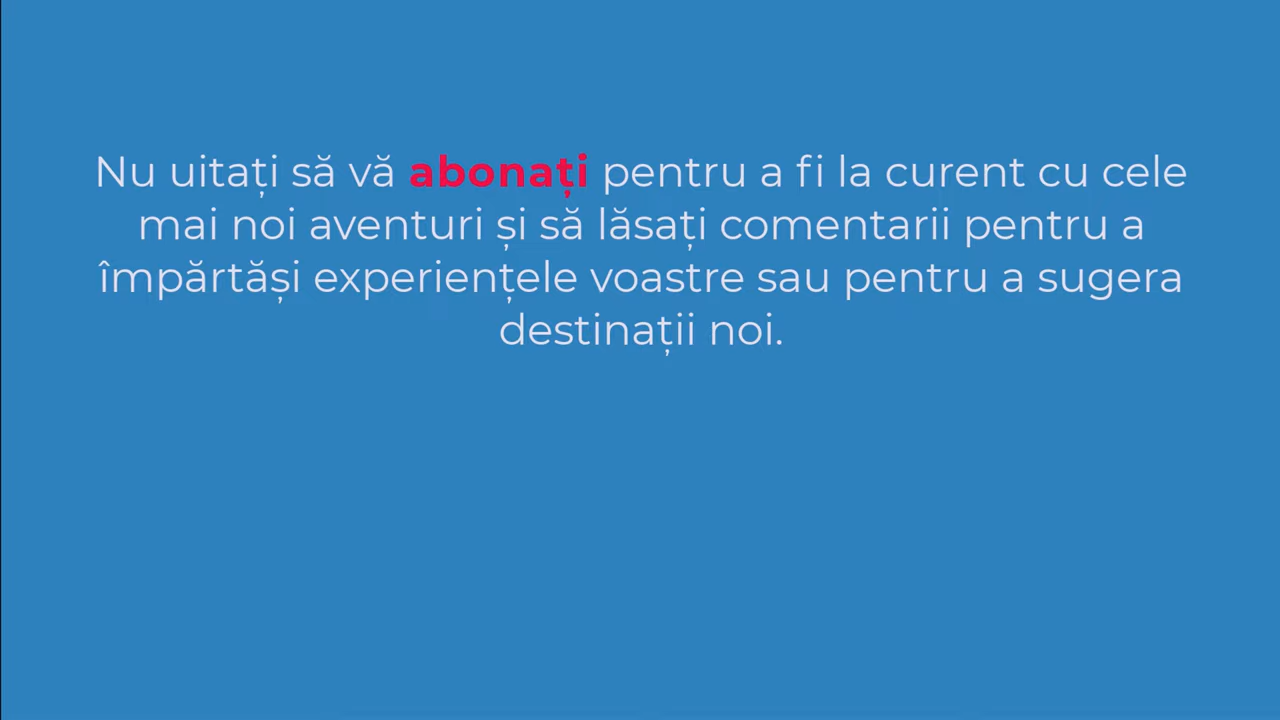 Nu uitați să vă abonați pentru a fi la curent cu cele
mai noi aventuri și să lăsați comentarii pentru a
împărtăși experiențele voastre sau pentru a sugera
destinații noi.